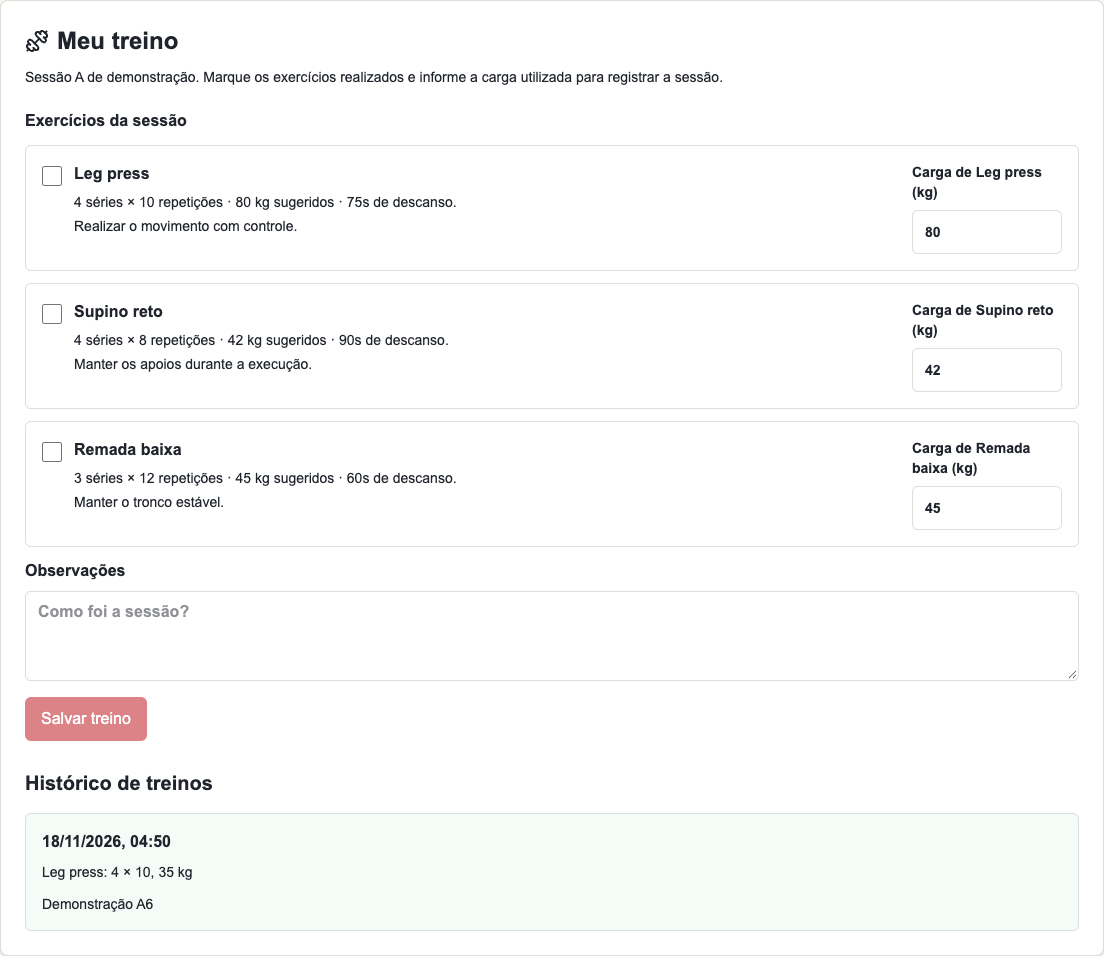 Meu treino
Sessão A de demonstração. Marque os exercícios realizados e informe a carga utilizada para registrar a sessão.
Exercícios da sessão
Leg press
4 séries × 10 repetições · 80 kg sugeridos · 75s de descanso.
Realizar o movimento com controle.
Carga de Leg press
(kg)
80
Supino reto
4 séries × 8 repetições · 42 kg sugeridos · 90s de descanso.
Manter os apoios durante a execução.
Carga de Supino reto
(kg)
42
Remada baixa
3 séries × 12 repetições · 45 kg sugeridos · 60s de descanso.
Manter o tronco estável.
Carga de Remada
baixa (kg)
45
Observações
Como foi a sessão?
Salvar treino
Histórico de treinos
18/11/2026, 04:50
Leg press: 4 × 10, 35 kg
Demonstração A6